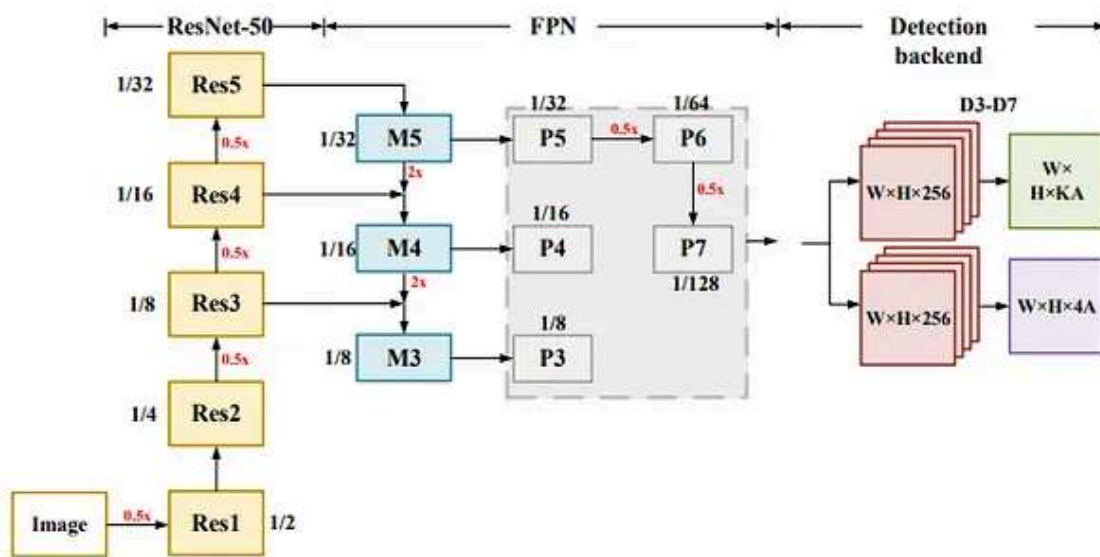 ResNet-50
FPN
Detection
backend
1/32
Res5
0.5x
1/16
Res4
0.5x
1/8
Res3
0.5x
1/4
Res2
Image
0.5x
Res1
1/2
1/32
M5
2x
1/16
M4
2x
1/8
M3
1/32
P5
0.5x
1/64
P6
0.5x
1/16
P4
P7
1/128
1/8
P3
D3-D7
W×H×256
W×
H×KA
W×H×256
W×H×4A